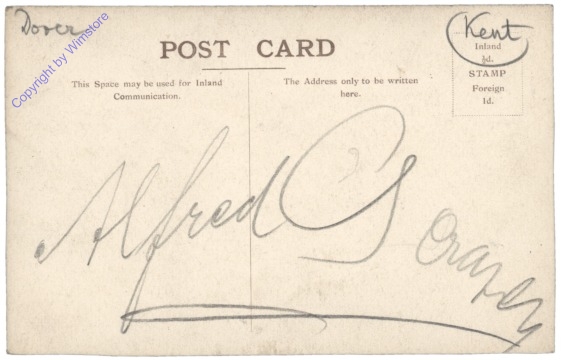 Dover
Kent
Copyright by Wimstore
POST CARD
Inland
½d.
STAMP
Foreign
1d.
This Space may be used for Inland
Communication.
The Address only to be written
here.
Alfred G